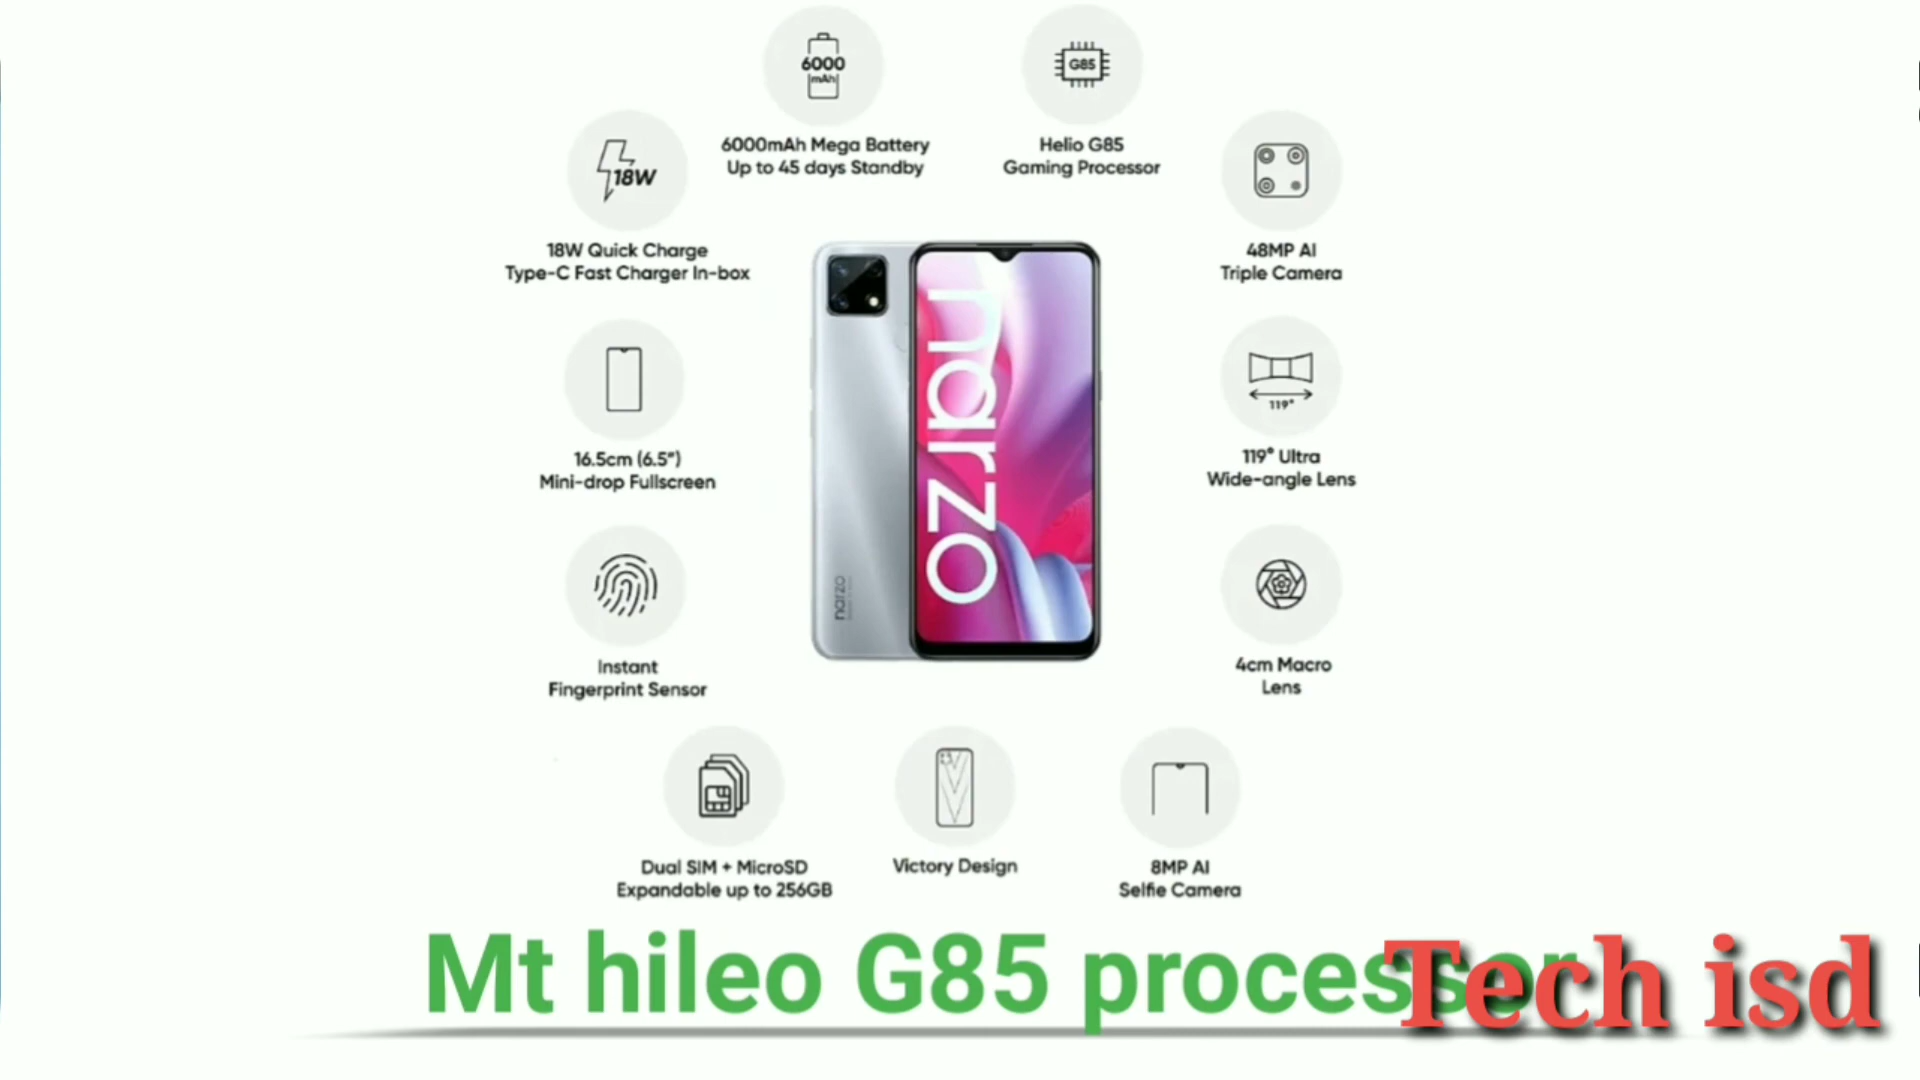 6000
mAh
G85
6000mAh Mega Battery
Up to 45 days Standby
Helio G85
Gaming Processor
18W
18W Quick Charge
Type-C Fast Charger In-box
48MP AI
Triple Camera
narzo
narzo
16.5cm (6.5")
Mini-drop Fullscreen
119°
119° Ultra
Wide-angle Lens
Instant
Fingerprint Sensor
4cm Macro
Lens
Dual SIM + MicroSD
Expandable up to 256GB
Victory Design
8MP AI
Selfie Camera
Mt hileo G85 processor
Tech isd